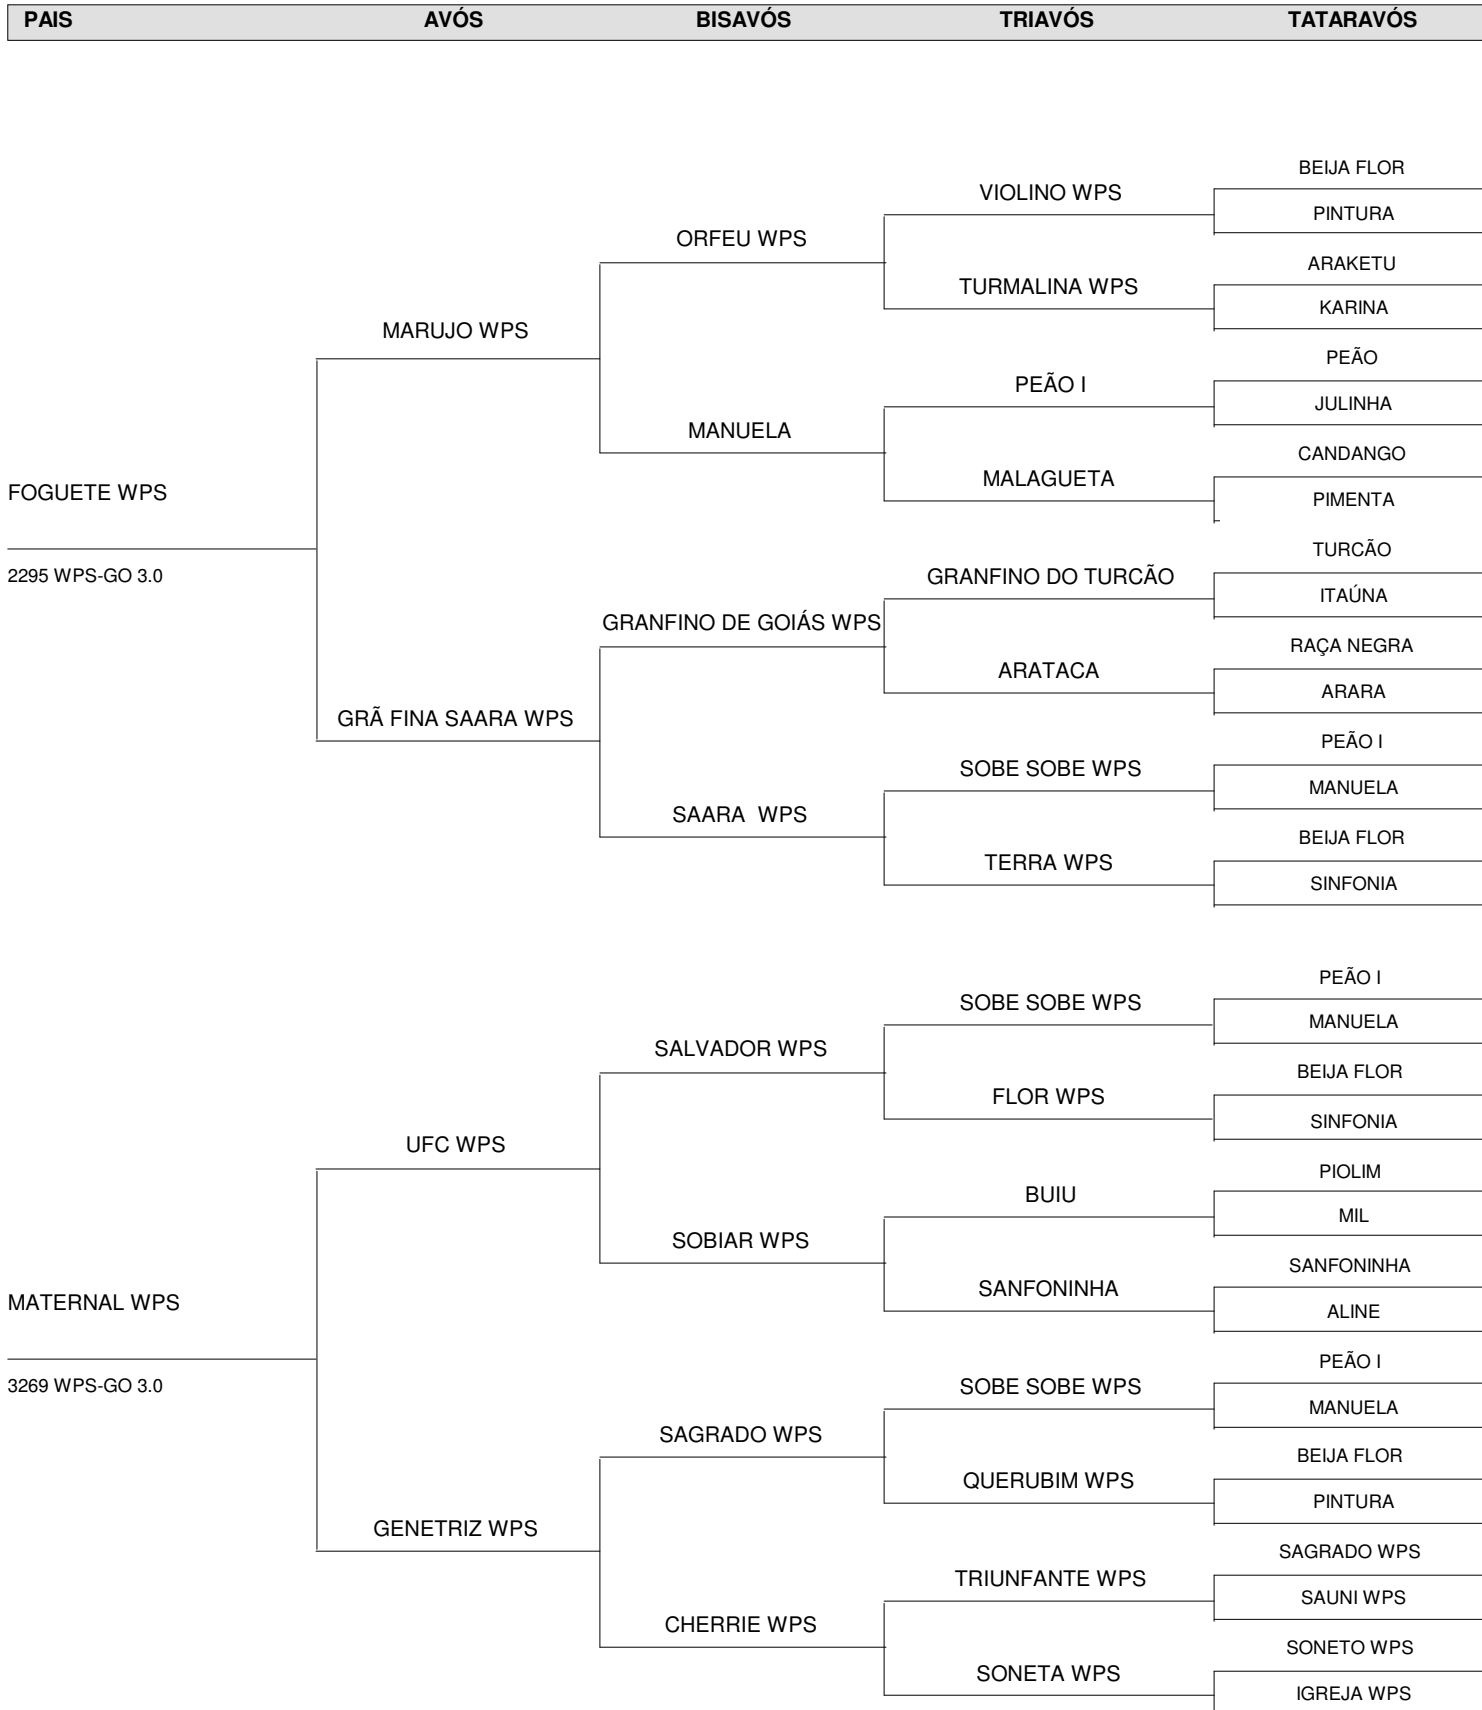 PAIS AVÓS BISAVÓS TRIAVÓS TATARAVÓS
BEIJA FLOR
VIOLINO WPS
PINTURA
ORFEU WPS
ARAKETU
TURMALINA WPS
KARINA
MARUJO WPS
PEÃO
PEÃO I
JULINHA
MANUELA
CANDANGO
MALAGUETA
FOGUETE WPS
PIMENTA
TURCÃO
2295 WPS-GO 3.0
GRANFINO DO TURCÃO
ITAÚNA
GRANFINO DE GOIÁS WPS
RAÇA NEGRA
ARATACA
ARARA
GRÃ FINA SAARA WPS
PEÃO I
SOBE SOBE WPS
MANUELA
SAARA  WPS
BEIJA FLOR
TERRA WPS
SINFONIA
PEÃO I
SOBE SOBE WPS
MANUELA
SALVADOR WPS
BEIJA FLOR
FLOR WPS
SINFONIA
UFC WPS
PIOLIM
BUIU
MIL
SOBIAR WPS
SANFONINHA
SANFONINHA
MATERNAL WPS
ALINE
PEÃO I
3269 WPS-GO 3.0
SOBE SOBE WPS
MANUELA
SAGRADO WPS
BEIJA FLOR
QUERUBIM WPS
PINTURA
GENETRIZ WPS
SAGRADO WPS
TRIUNFANTE WPS
SAUNI WPS
CHERRIE WPS
SONETO WPS
SONETA WPS
IGREJA WPS